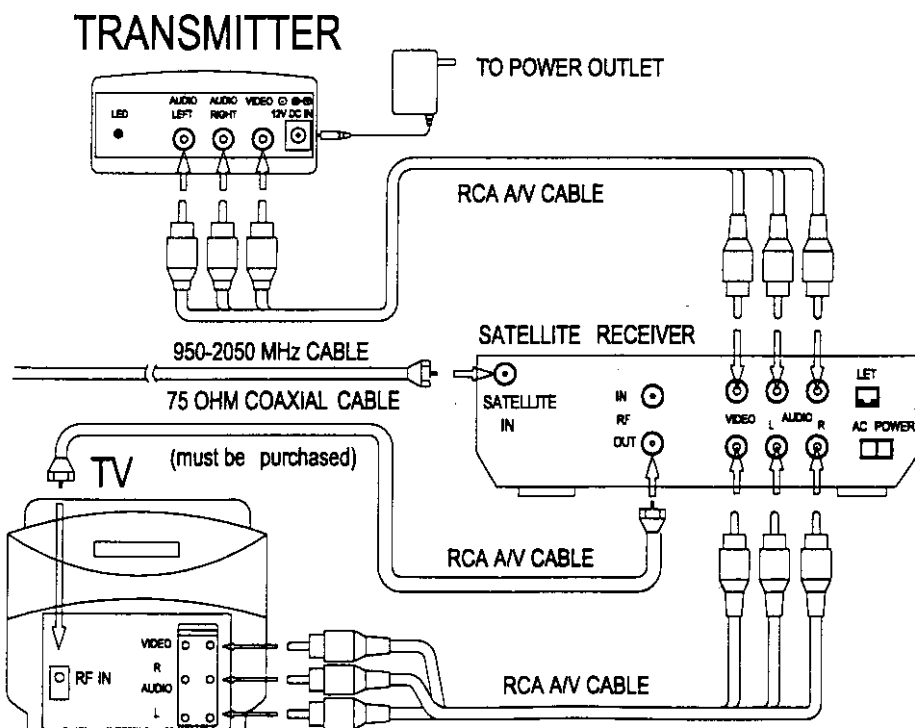 TRANSMITTER
TO POWER OUTLET
LED
AUDIO LEFT
AUDIO RIGHT
VIDEO
12V DC IN
RCA A/V CABLE
SATELLITE RECEIVER
950-2050 MHz CABLE
75 OHM COAXIAL CABLE
(must be purchased)
SATELLITE IN
IN
RF
OUT
VIDEO
L AUDIO R
LET
AC POWER
TV
RCA A/V CABLE
VIDEO
R
AUDIO
L
RF IN
RCA A/V CABLE